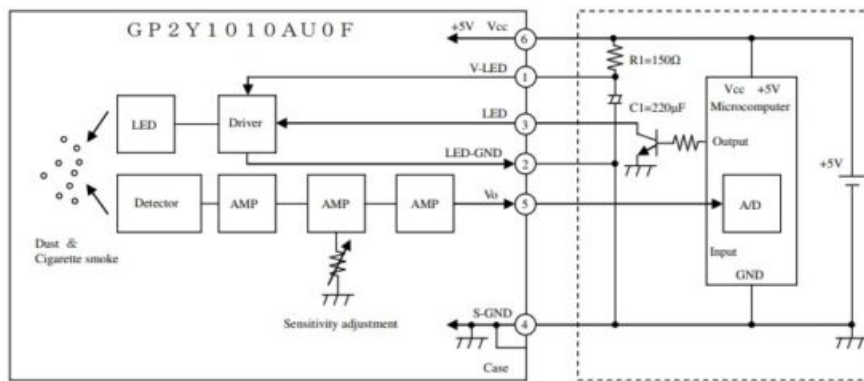 GP2Y1010AU0F
+5V Vcc
6
R1=150Ω
V-LED
1
Vcc +5V
C1=220μF
Microcomputer
LED
Driver
LED
3
Output
LED-GND
2
+5V
Detector
AMP
AMP
AMP
Vo
5
A/D
Dust &
Cigarette smoke
Input
GND
S-GND
4
Sensitivity adjustment
Case